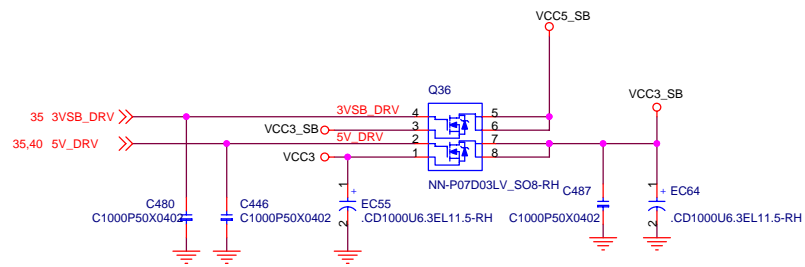 VCC5_SB
Q36
VCC3_SB
35 3VSB_DRV
3VSB_DRV
4
5
VCC3_SB
3
6
35,40 5V_DRV
5V_DRV
2
7
VCC3
1
8
NN-P07D03LV_SO8-RH
C480
C1000P50X0402
C446
C1000P50X0402
1
+
EC55
2
.CD1000U6.3EL11.5-RH
C487
C1000P50X0402
1
+
EC64
2
.CD1000U6.3EL11.5-RH